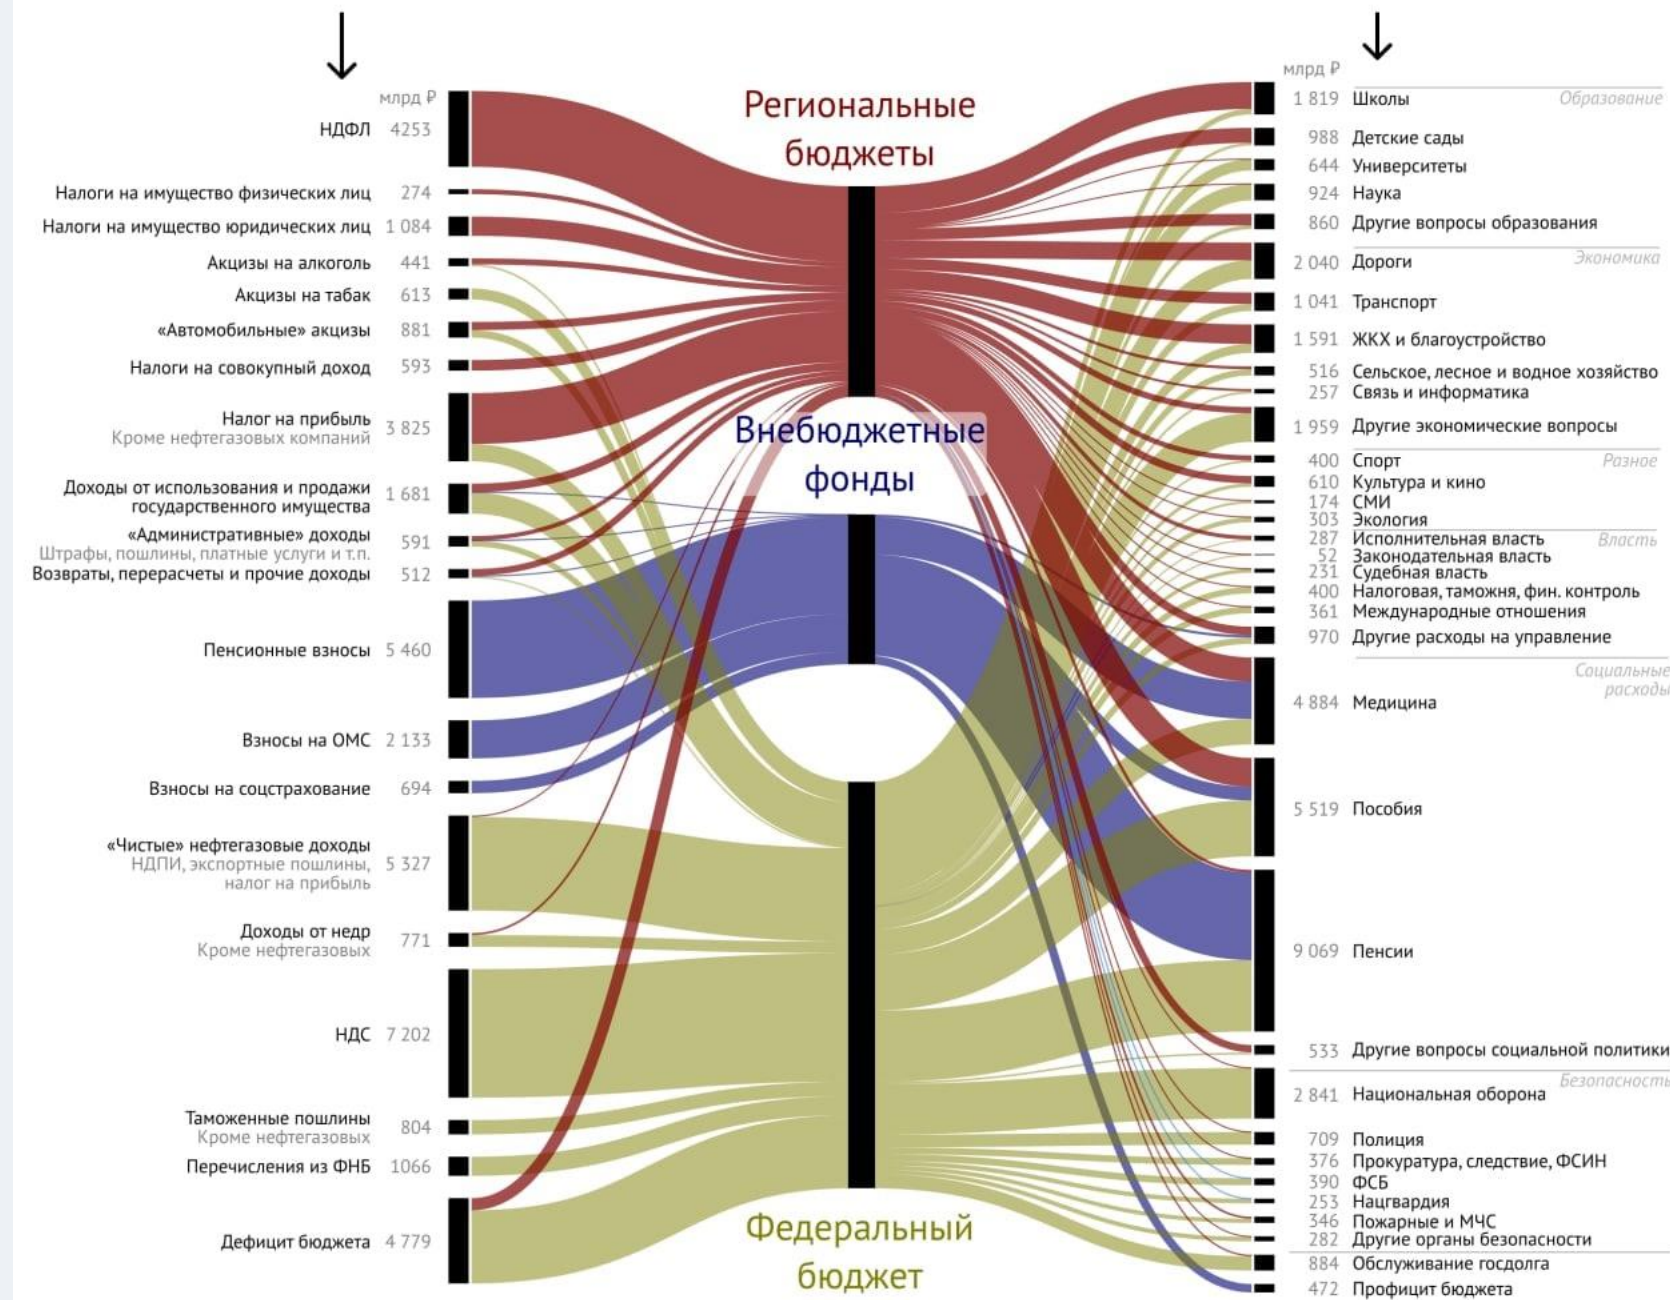 млрд ₽
НДФЛ 4253
Налоги на имущество физических лиц 274
Налоги на имущество юридических лиц 1 084
Акцизы на алкоголь 441
Акцизы на табак 613
«Автомобильные» акцизы 881
Налоги на совокупный доход 593
Налог на прибыль
Кроме нефтегазовых компаний 3 825
Доходы от использования и продажи
государственного имущества 1 681
«Административные» доходы 591
Штрафы, пошлины, платные услуги и т.п.
Возвраты, перерасчеты и прочие доходы 512
Пенсионные взносы 5 460
Взносы на ОМС 2 133
Взносы на соцстрахование 694
«Чистые» нефтегазовые доходы
НДПИ, экспортные пошлины, 5 327
налог на прибыль
Доходы от недр 771
Кроме нефтегазовых
НДС 7 202
Таможенные пошлины 804
Кроме нефтегазовых
Перечисления из ФНБ 1066
Дефицит бюджета 4 779
Региональные
бюджеты
Внебюджетные
фонды
Федеральный
бюджет
млрд ₽
1 819 Школы Образование
988 Детские сады
644 Университеты
924 Наука
860 Другие вопросы образования
2 040 Дороги Экономика
1 041 Транспорт
1 591 ЖКХ и благоустройство
516 Сельское, лесное и водное хозяйство
257 Связь и информатика
1 959 Другие экономические вопросы
400 Спорт Разное
610 Культура и кино
174 СМИ
303 Экология
287 Исполнительная власть Власть
52 Законодательная власть
231 Судебная власть
400 Налоговая, таможня, фин. контроль
361 Международные отношения
970 Другие расходы на управление
Социальные
расходы
4 884 Медицина
5 519 Пособия
9 069 Пенсии
533 Другие вопросы социальной политики
Безопасность
2 841 Национальная оборона
709 Полиция
376 Прокуратура, следствие, ФСИН
390 ФСБ
253 Нацгвардия
346 Пожарные и МЧС
282 Другие органы безопасности
884 Обслуживание госдолга
472 Профицит бюджета